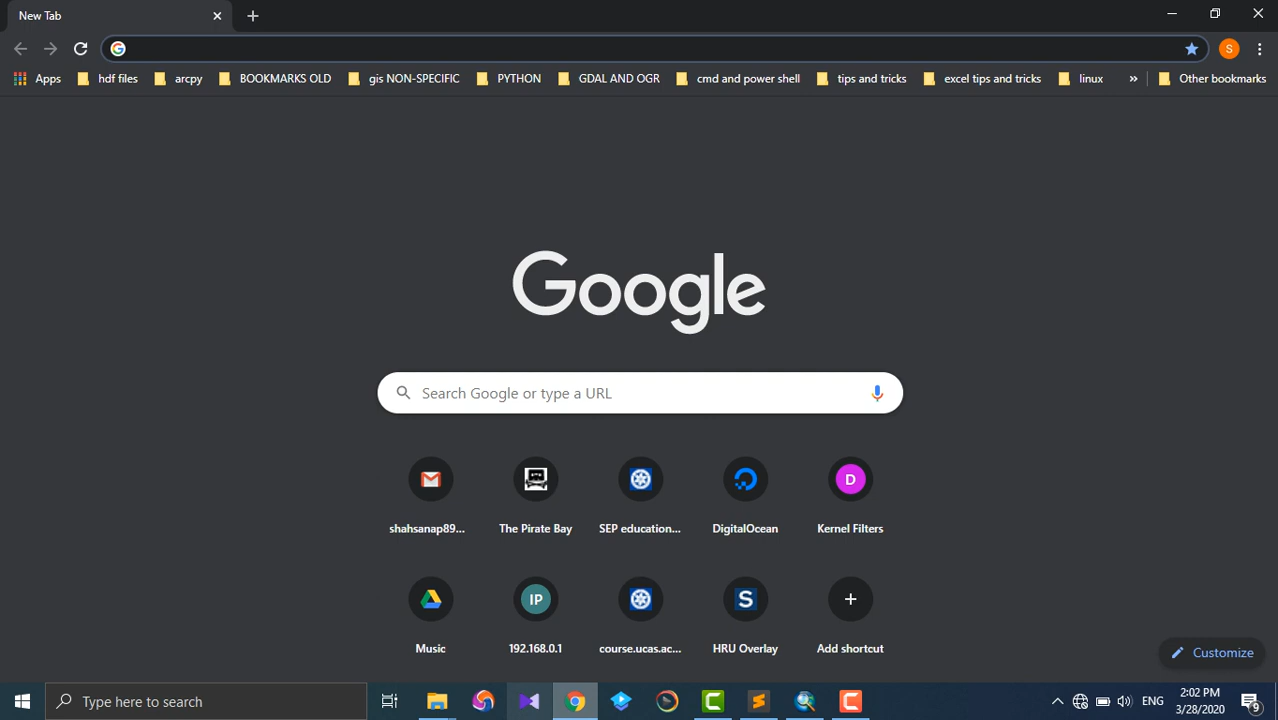 New Tab
Apps hdf files arcpy BOOKMARKS OLD gis NON-SPECIFIC PYTHON GDAL AND OGR cmd and power shell tips and tricks excel tips and tricks linux » Other bookmarks
S
Google
Search Google or type a URL
D
shahsanap89... The Pirate Bay SEP education... DigitalOcean Kernel Filters
IP S
Music 192.168.0.1 course.ucas.ac... HRU Overlay Add shortcut
Customize
Type here to search
ENG
2:02 PM
3/28/2020
9